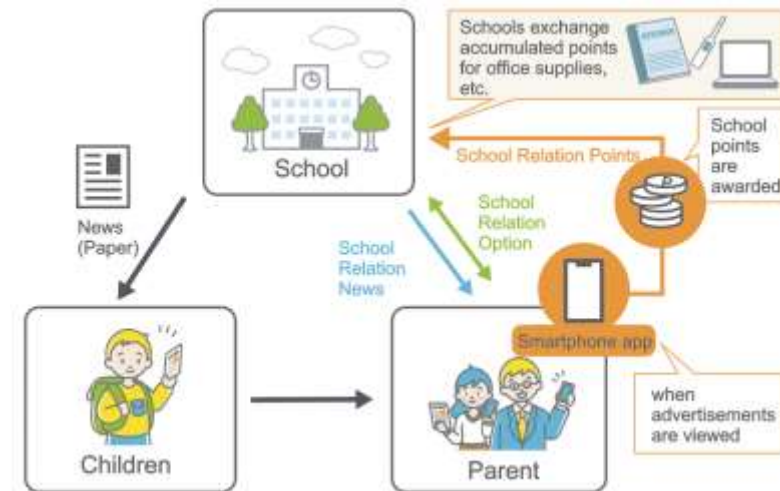 Schools exchange
accumulated points
for office supplies,
etc.
School
School Relation Points
School
points
are
awarded
News
(Paper)
School
Relation
Option
School
Relation
News
Smartphone app
when
advertisements
are viewed
Children
Parent